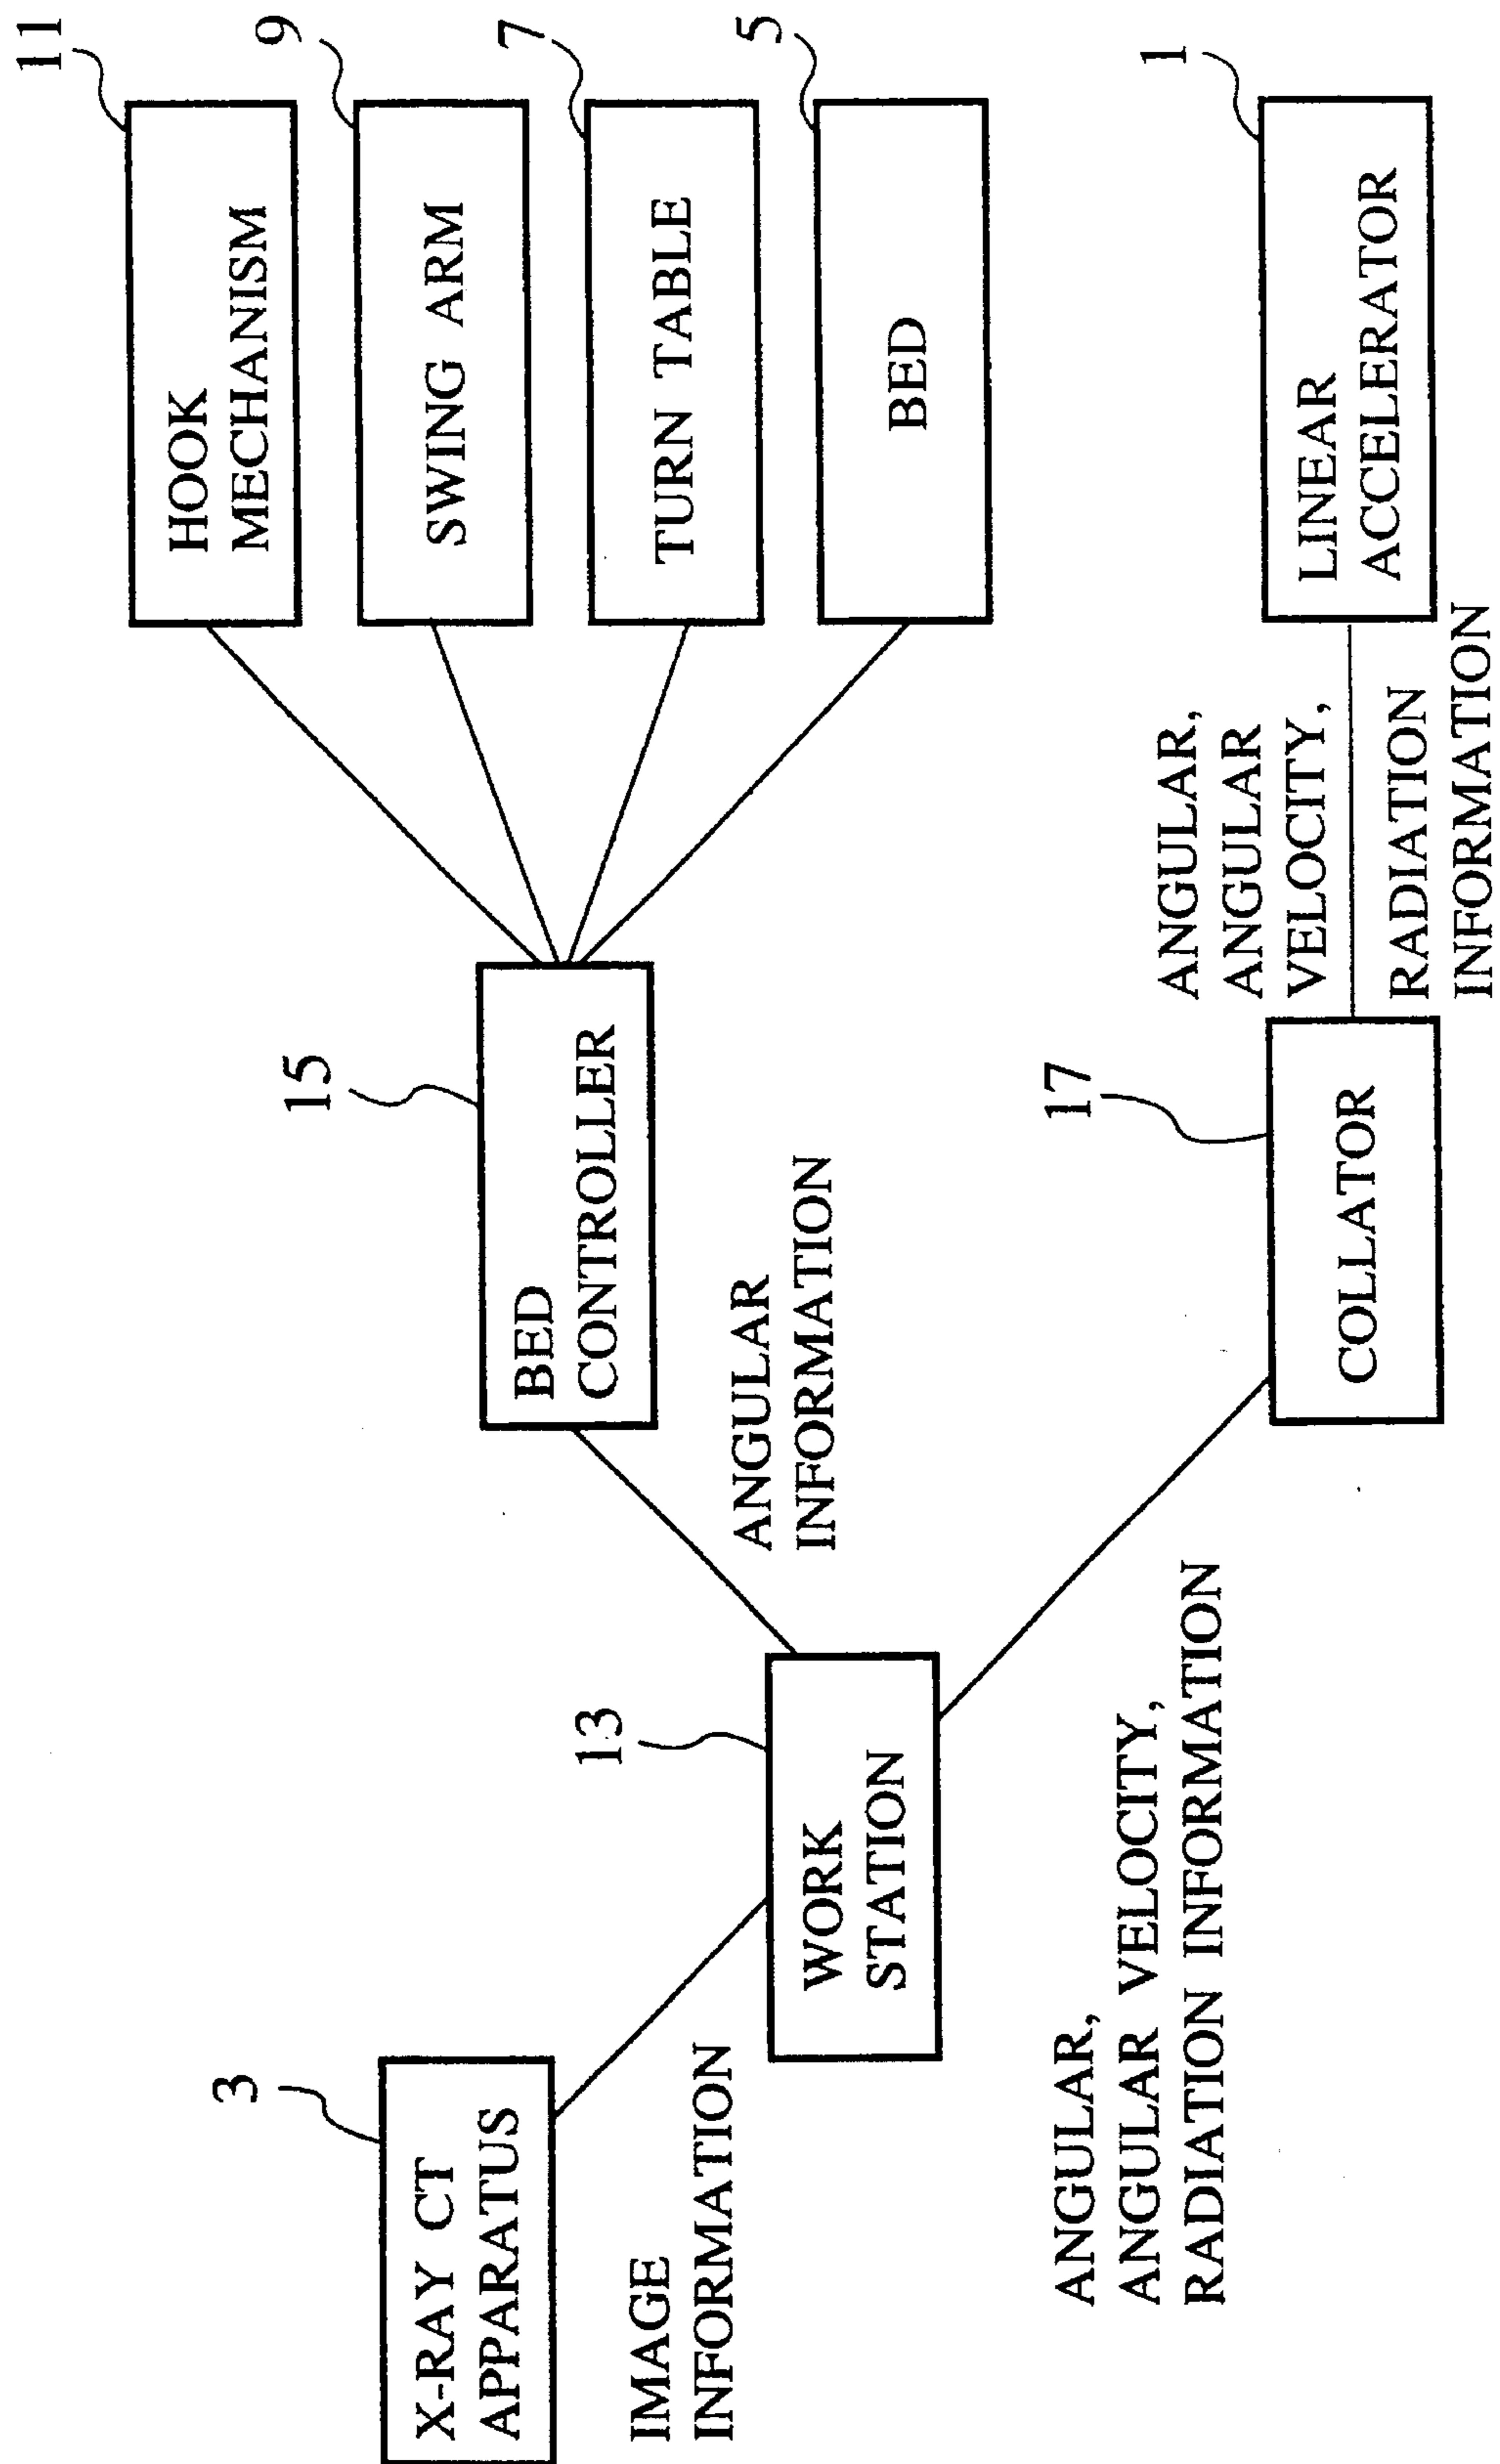 3
X-RAY CT
APPARATUS
IMAGE
INFORMATION
13
WORK
STATION
ANGULAR,
ANGULAR VELOCITY,
RADIATION INFORMATION
15
BED
CONTROLLER
ANGULAR
INFORMATION
17
COLLATOR
ANGULAR,
ANGULAR
VELOCITY,
RADIATION
INFORMATION
11
HOOK
MECHANISM
9
SWING ARM
7
TURN TABLE
5
BED
1
LINEAR
ACCELERATOR